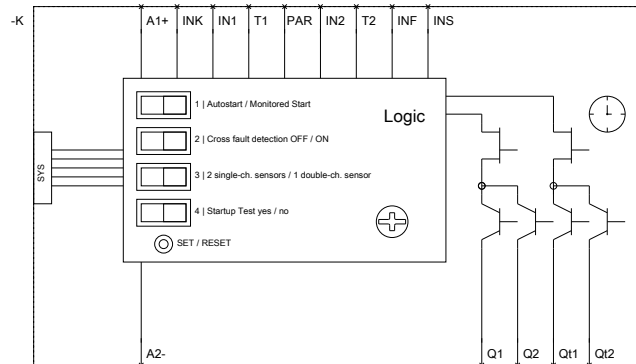 -K A1+ INK IN1 T1 PAR IN2 T2 INF INS
1 | Autostart / Monitored Start
Logic
2 | Cross fault detection OFF / ON
SYS
3 | 2 single-ch. sensors / 1 double-ch. sensor
4 | Startup Test yes / no
SET / RESET
A2- Q1 Q2 Qt1 Qt2